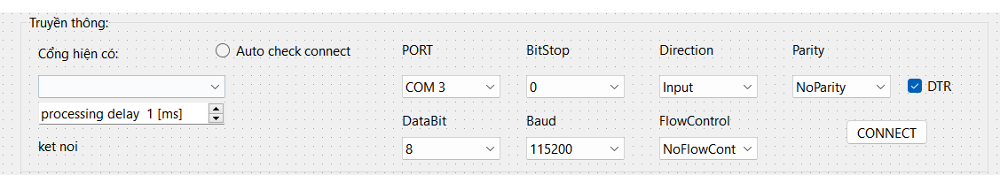 Truyền thông:
Cổng hiện có:
Auto check connect
PORT
BitStop
Direction
Parity
COM 3
0
Input
NoParity
DTR
processing delay  1 [ms]
DataBit
Baud
FlowControl
ket noi
8
115200
NoFlowCont
CONNECT